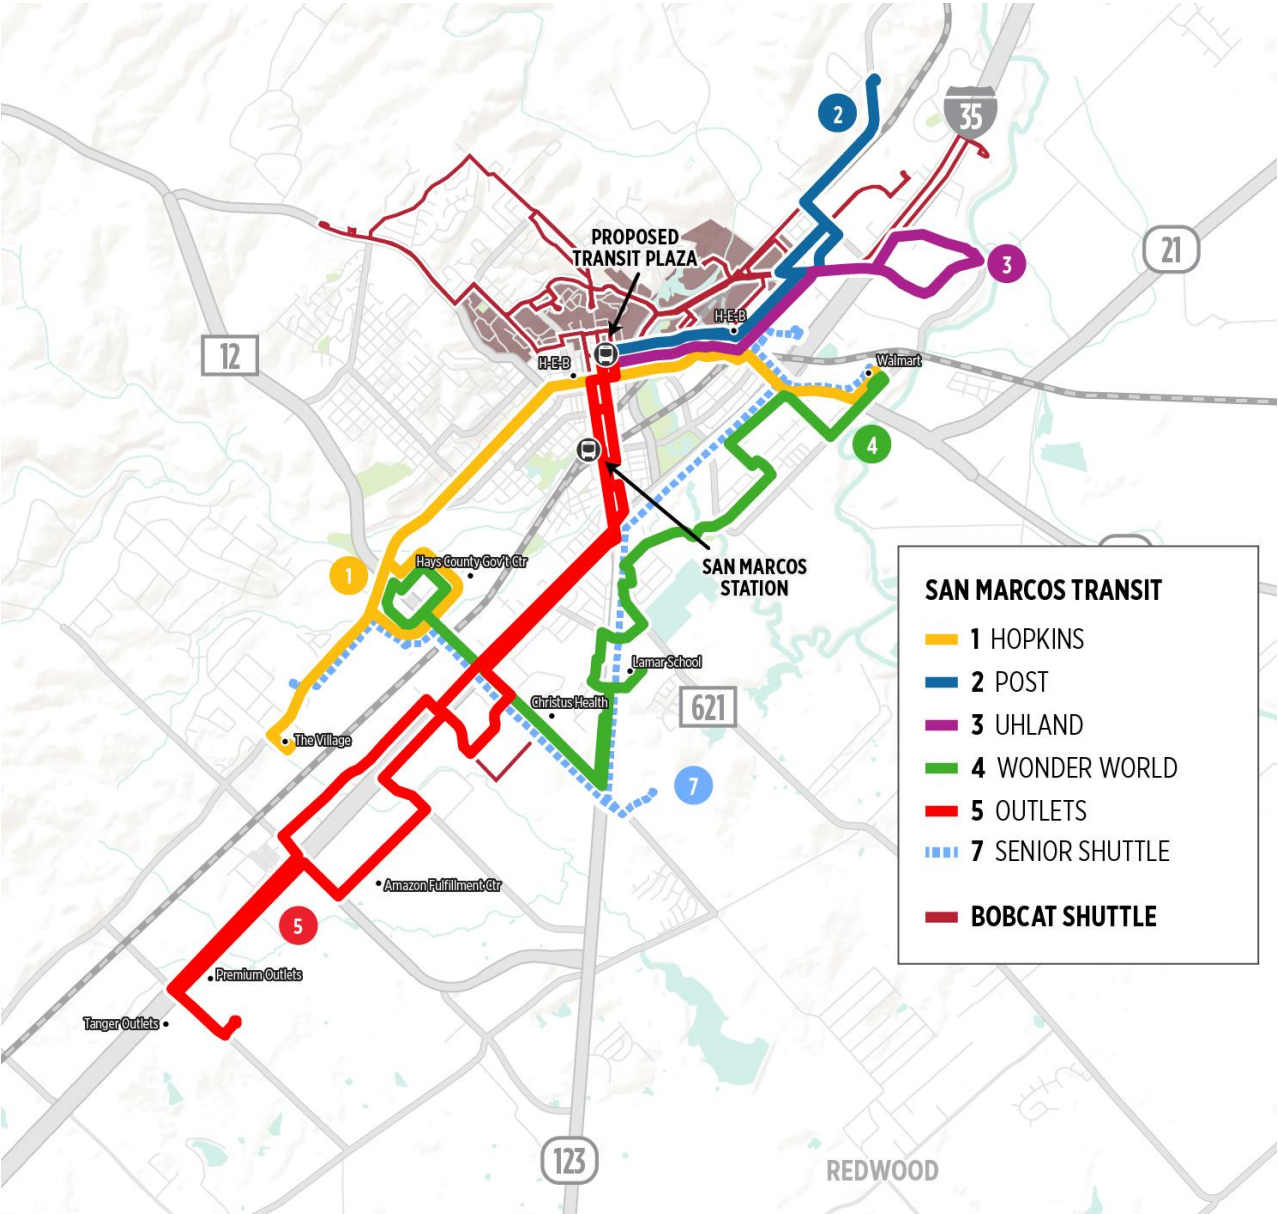 2
35
PROPOSED
TRANSIT PLAZA
21
3
H-E-B
12
H-E-B
Walmart
4
1
Hays County Gov't Ctr
SAN MARCOS
STATION
Lamar School
621
Christus Health
The Village
7
Amazon Fulfillment Ctr
5
Premium Outlets
Tanger Outlets
123
REDWOOD
SAN MARCOS TRANSIT
1 HOPKINS
2 POST
3 UHLAND
4 WONDER WORLD
5 OUTLETS
7 SENIOR SHUTTLE
BOBCAT SHUTTLE